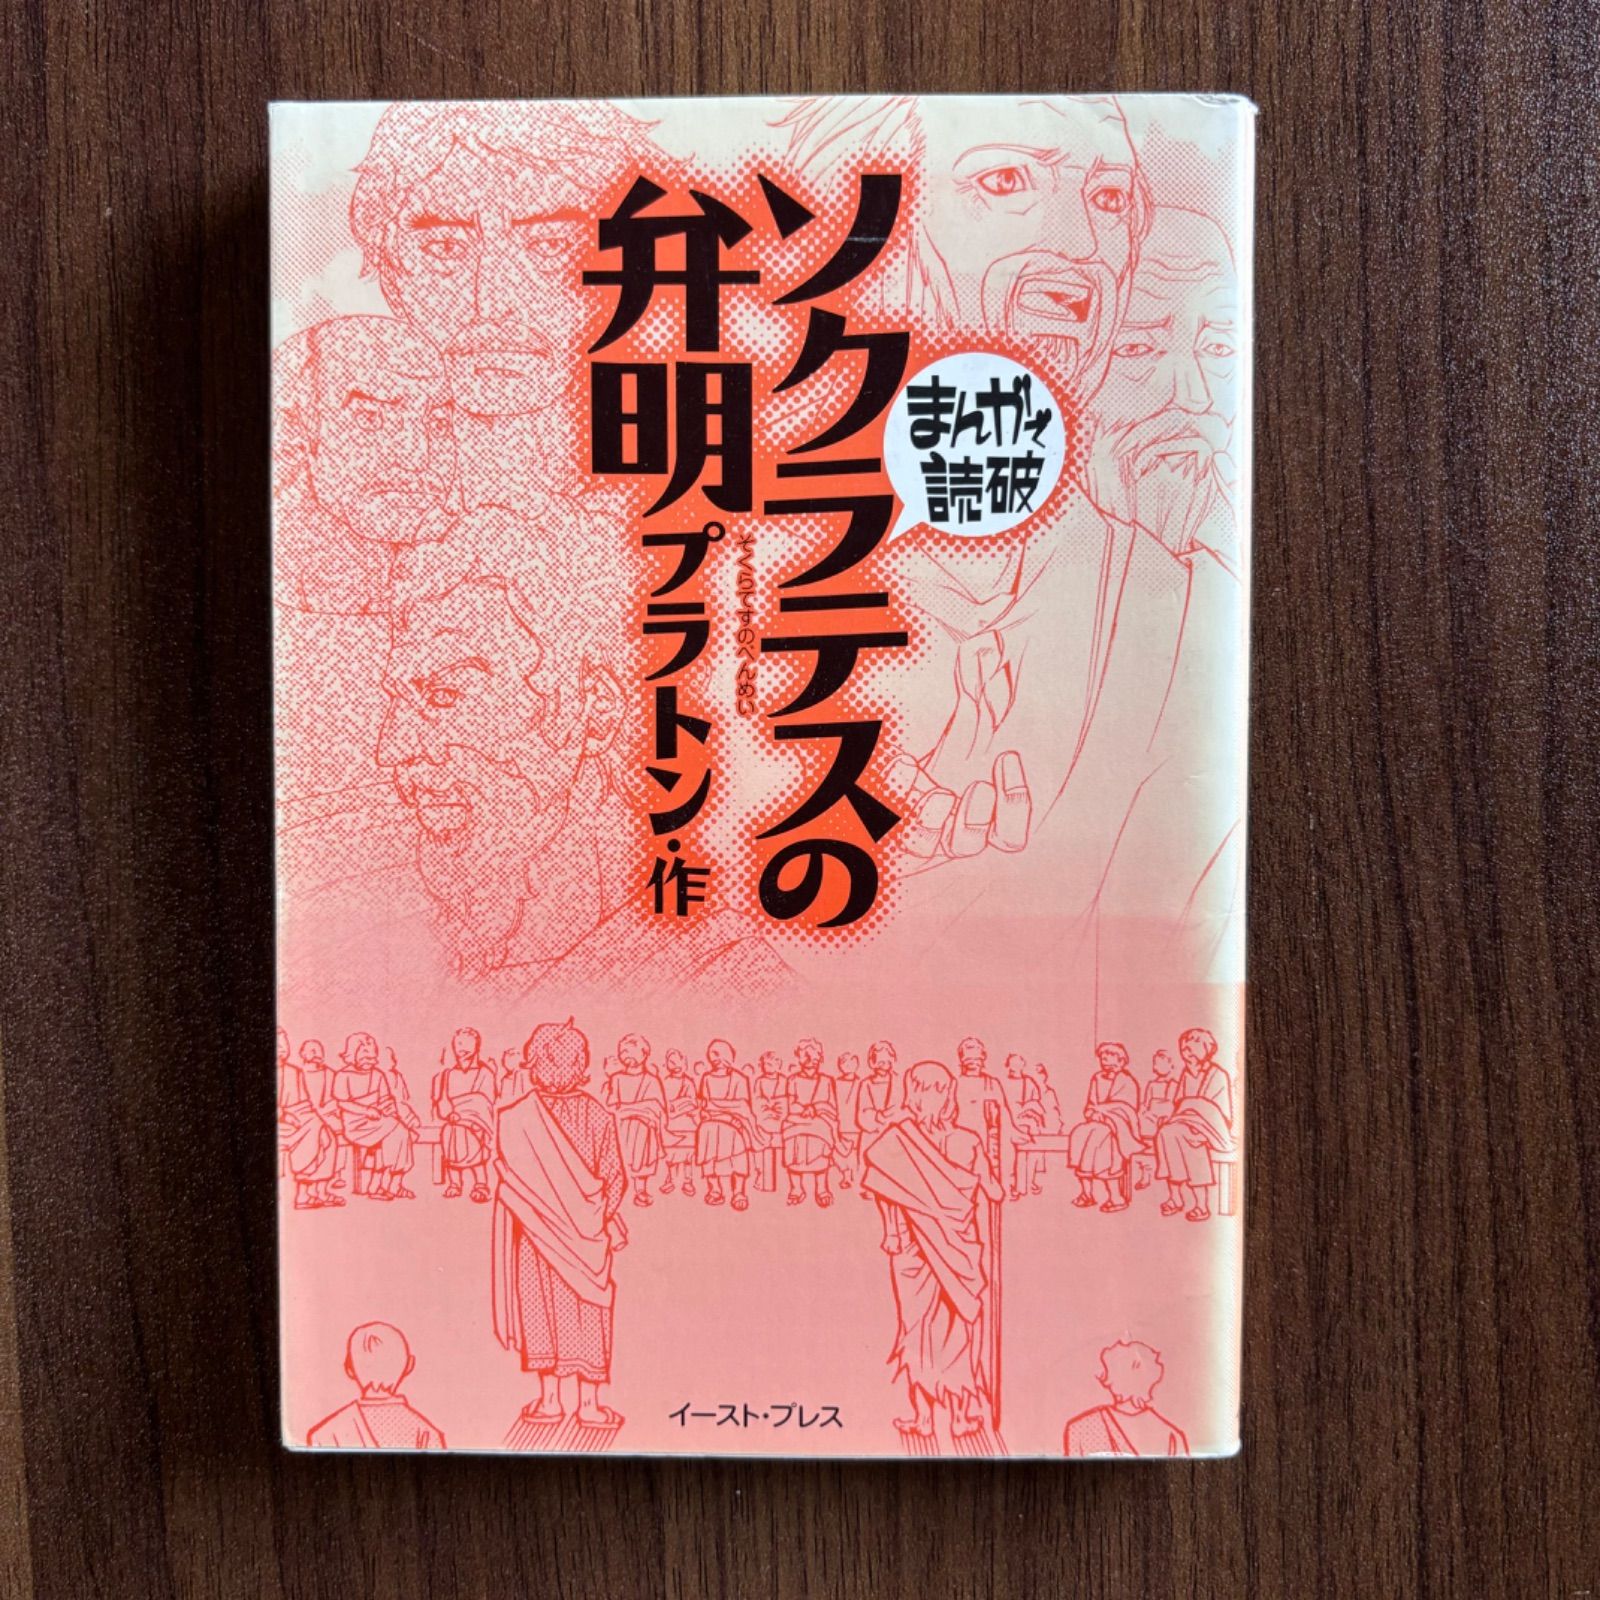 ソクラテスの
弁明
そくらてすのべんめい
プラトン・作
まんがで
読破
イースト・プレス